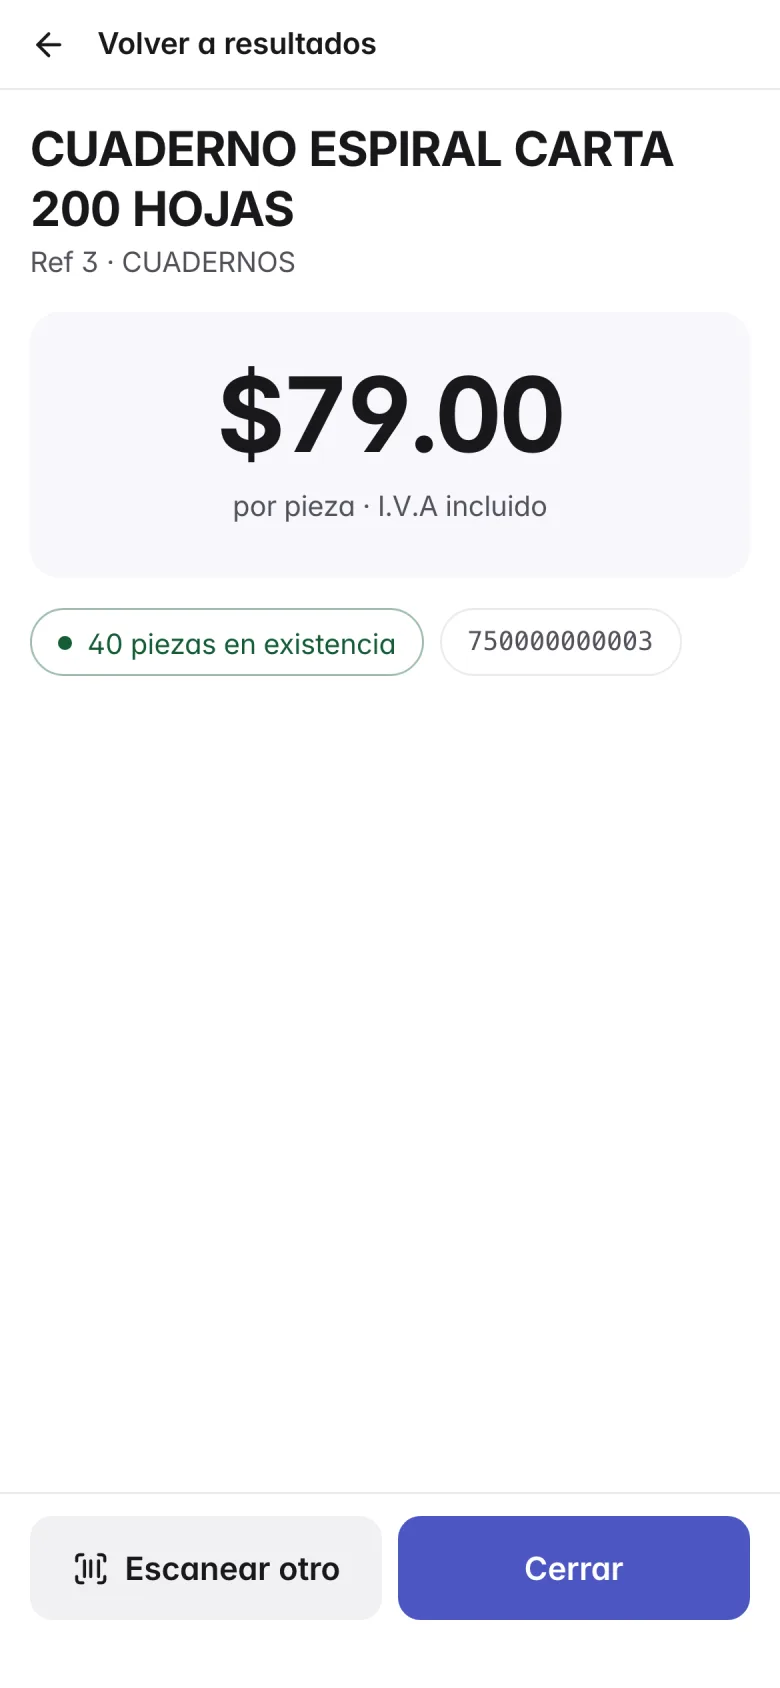 Volver a resultados
CUADERNO ESPIRAL CARTA
200 HOJAS
Ref 3 · CUADERNOS
$79.00
por pieza · I.V.A incluido
40 piezas en existencia
750000000003
Escanear otro
Cerrar